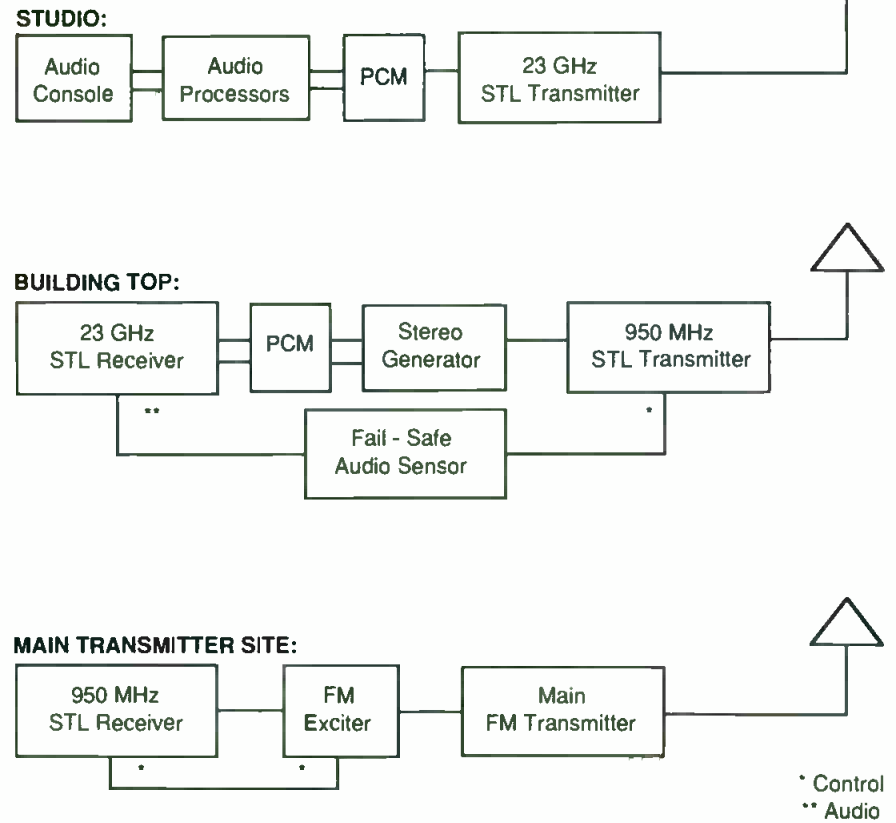 STUDIO:
Audio
Console
Audio
Processors
PCM
23 GHz
STL Transmitter
BUILDING TOP:
23 GHz
STL Receiver
PCM
Stereo
Generator
950 MHz
STL Transmitter
**
*
Fail - Safe
Audio Sensor
MAIN TRANSMITTER SITE:
950 MHz
STL Receiver
FM
Exciter
Main
FM Transmitter
*
*
* Control
** Audio